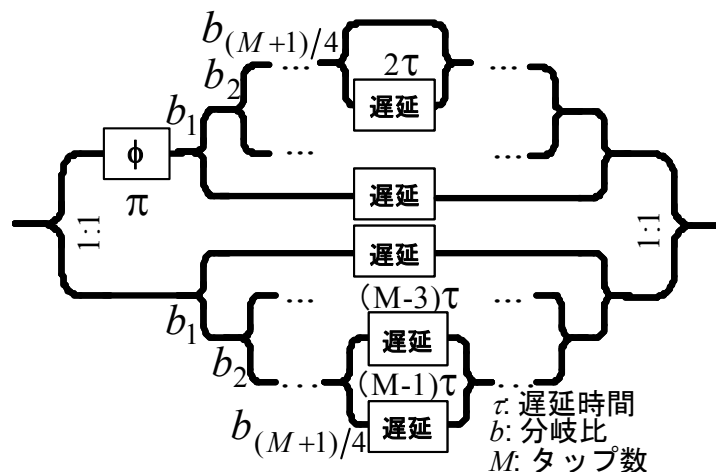 b(M+1)/4
2τ
b2
...
...
遅延
b1
ϕ
...
...
π
遅延
1:1
1:1
遅延
...
(M-3)τ
...
b1
遅延
b2
(M-1)τ
...
...
遅延
b(M+1)/4
τ: 遅延時間
b: 分岐比
M: タップ数